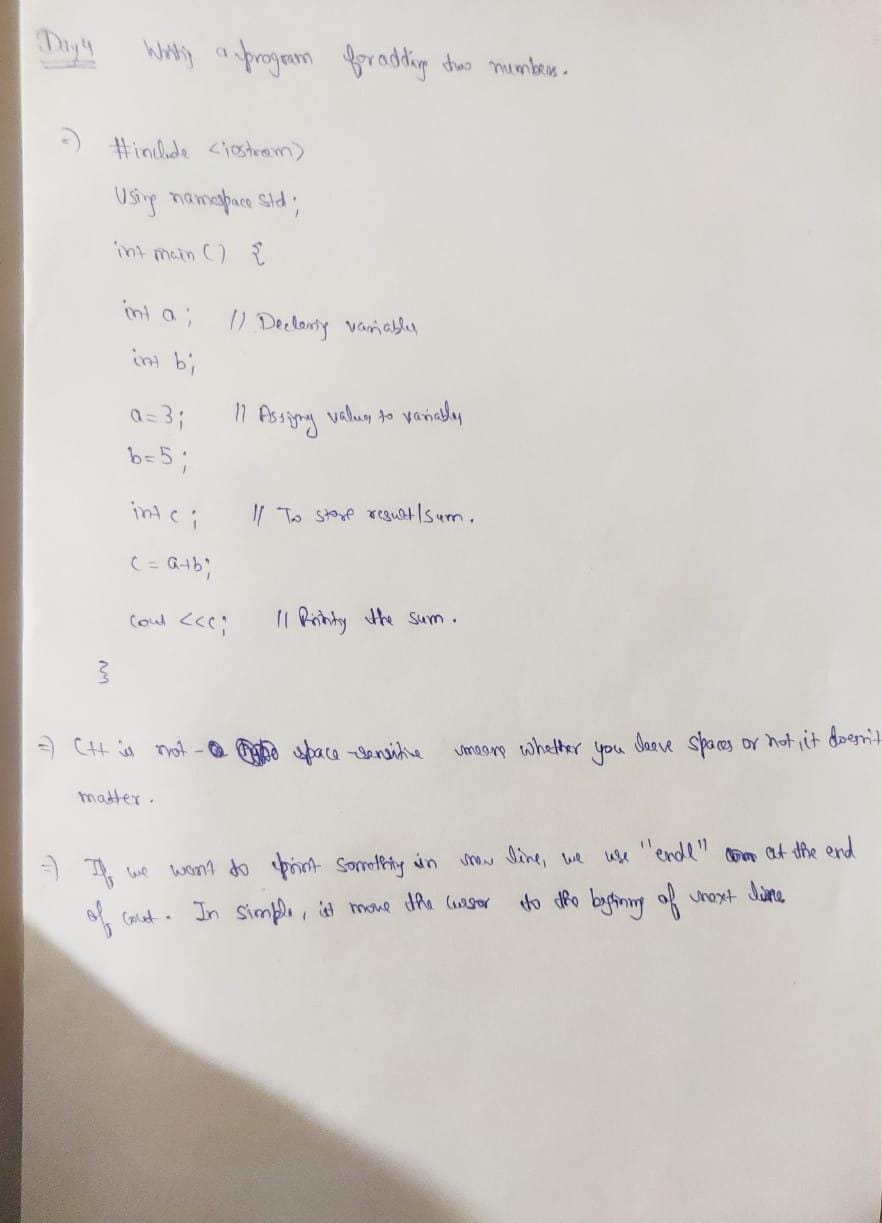 Day 4 Writing a program for adding two numbers.
=) #include <iostream>
Using namespace std;
int main() {
int a; // Declaring variables
int b;
a=3; // Assigning values to variables
b=5;
int c; // To store result/sum.
c = a+b;
cout <<c; // Printing the sum.
}
=) C++ is not - space-sensitive means whether you leave spaces or not, it doesn't
matter.
=) If we want to print something in new line, we use "endl" at the end
of cout. In simple, it move the cursor to the beginning of next line.